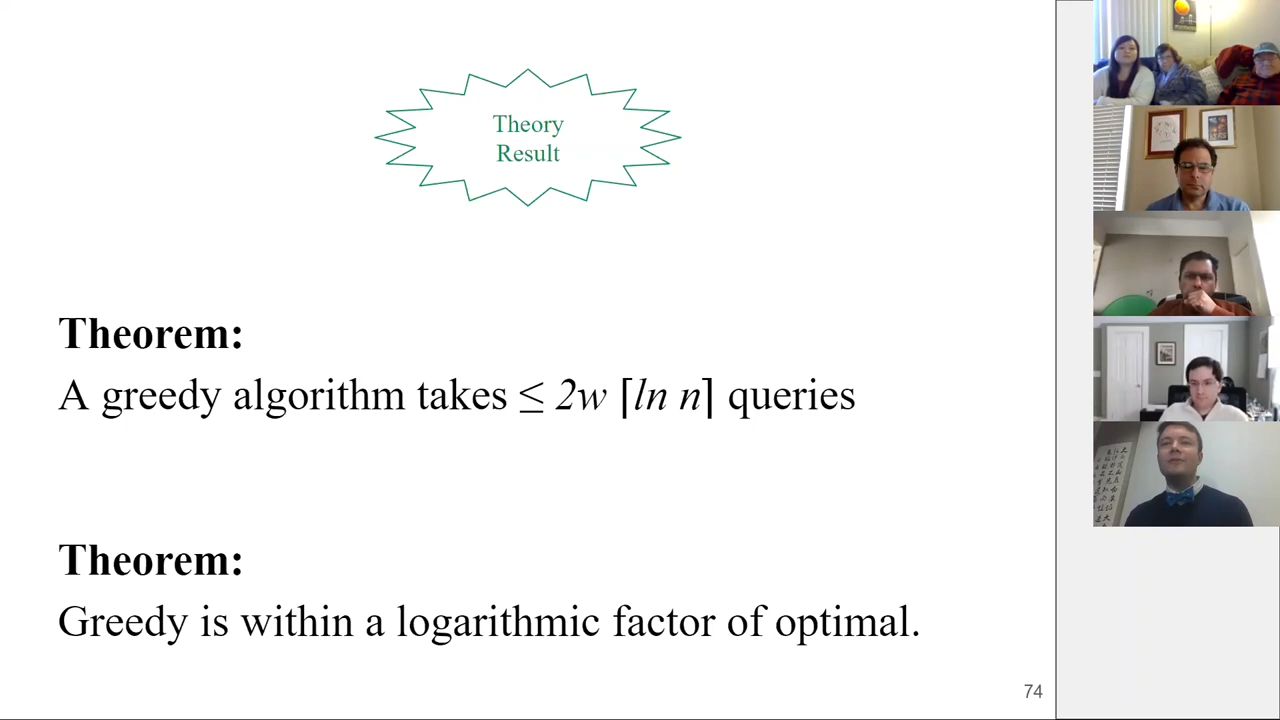 Theory
Result
Theorem:
A greedy algorithm takes ≤ 2w ⌈ln n⌉ queries
Theorem:
Greedy is within a logarithmic factor of optimal.
74